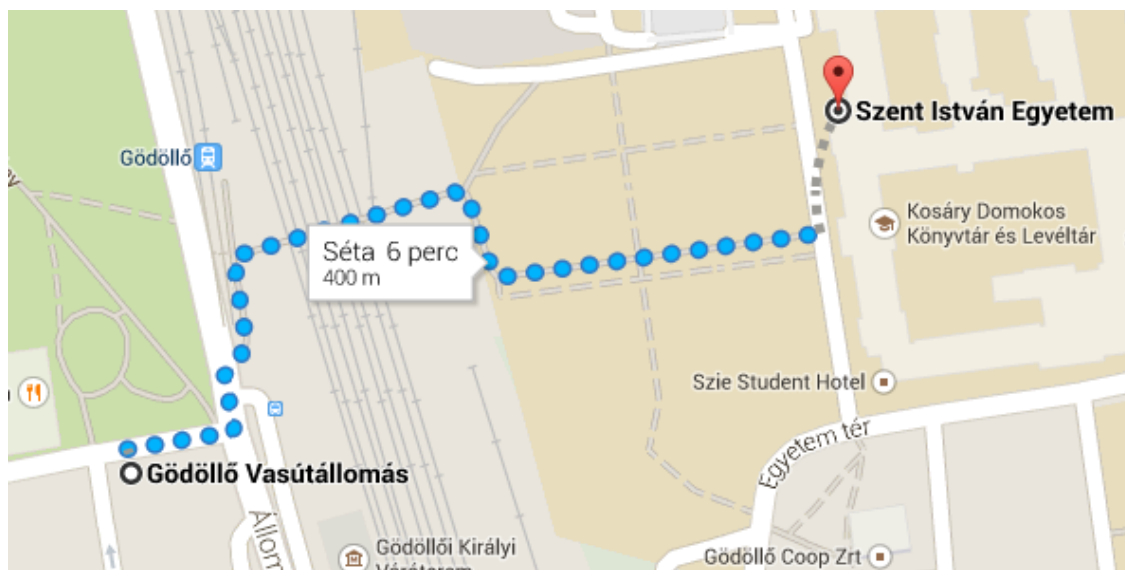 Szent István Egyetem
Gödöllő
Kosáry Domokos
Könyvtár és Levéltár
Séta 6 perc
400 m
Szie Student Hotel
Egyetem tér
Gödöllő Vasútállomás
Állom
Gödöllői Királyi
Gödöllő Coop Zrt